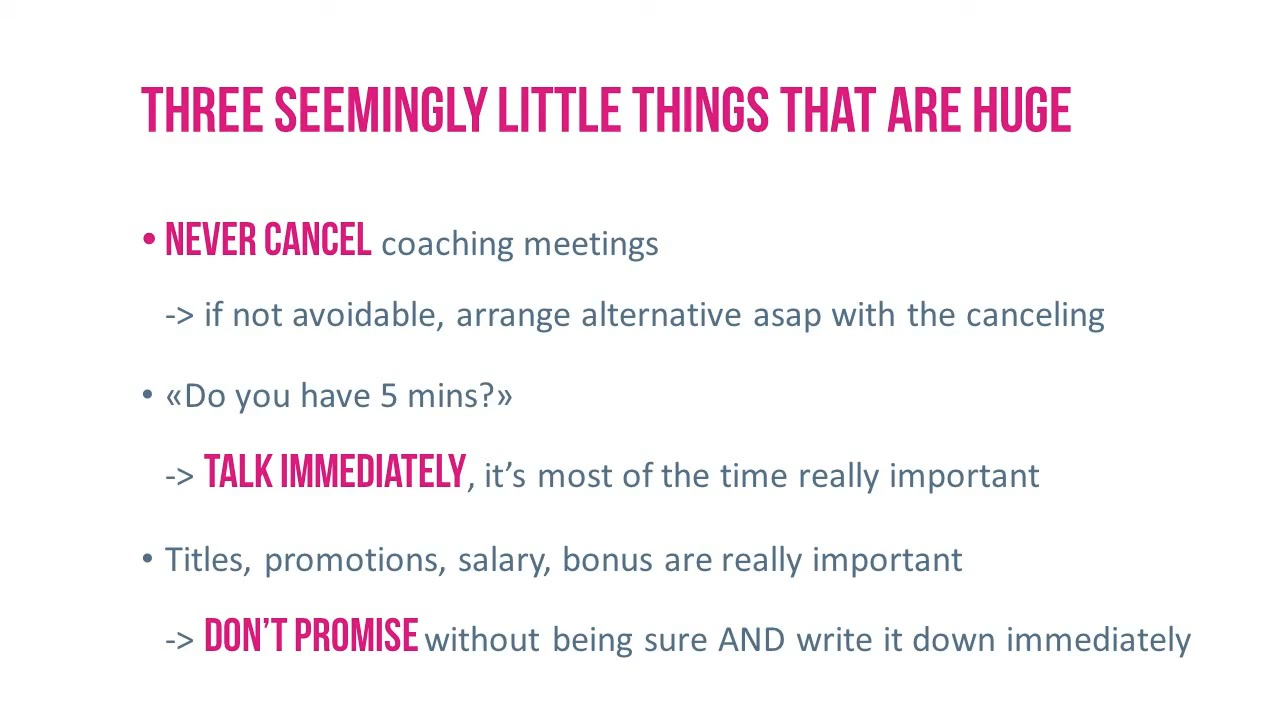 THREE SEEMINGLY LITTLE THINGS THAT ARE HUGE
• NEVER CANCEL coaching meetings
-> if not avoidable, arrange alternative asap with the canceling
• «Do you have 5 mins?»
-> TALK IMMEDIATELY, it’s most of the time really important
• Titles, promotions, salary, bonus are really important
-> DON’T PROMISE without being sure AND write it down immediately